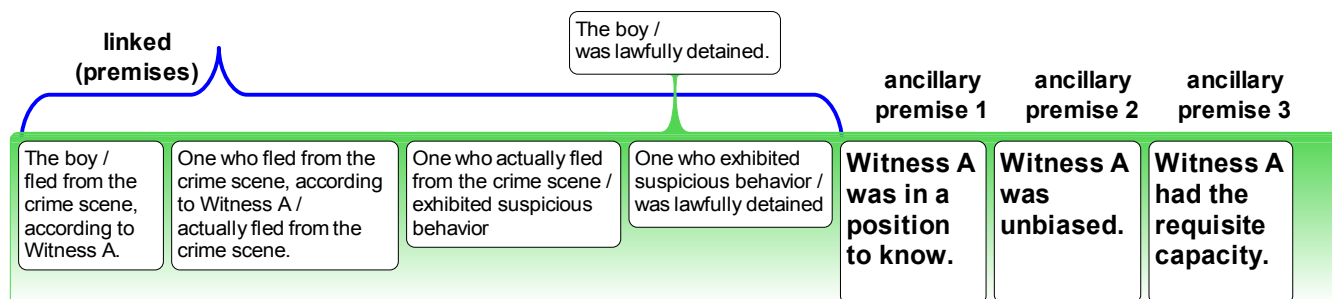 The boy /
was lawfully detained.
linked
(premises)
ancillary
premise 1
ancillary
premise 2
ancillary
premise 3
The boy /
fled from the
crime scene,
according to
Witness A.
One who fled from the
crime scene, according
to Witness A /
actually fled from the
crime scene.
One who actually fled
from the crime scene /
exhibited suspicious
behavior
One who exhibited
suspicious behavior /
was lawfully detained
Witness A
was in a
position
to know.
Witness A
was
unbiased.
Witness A
had the
requisite
capacity.